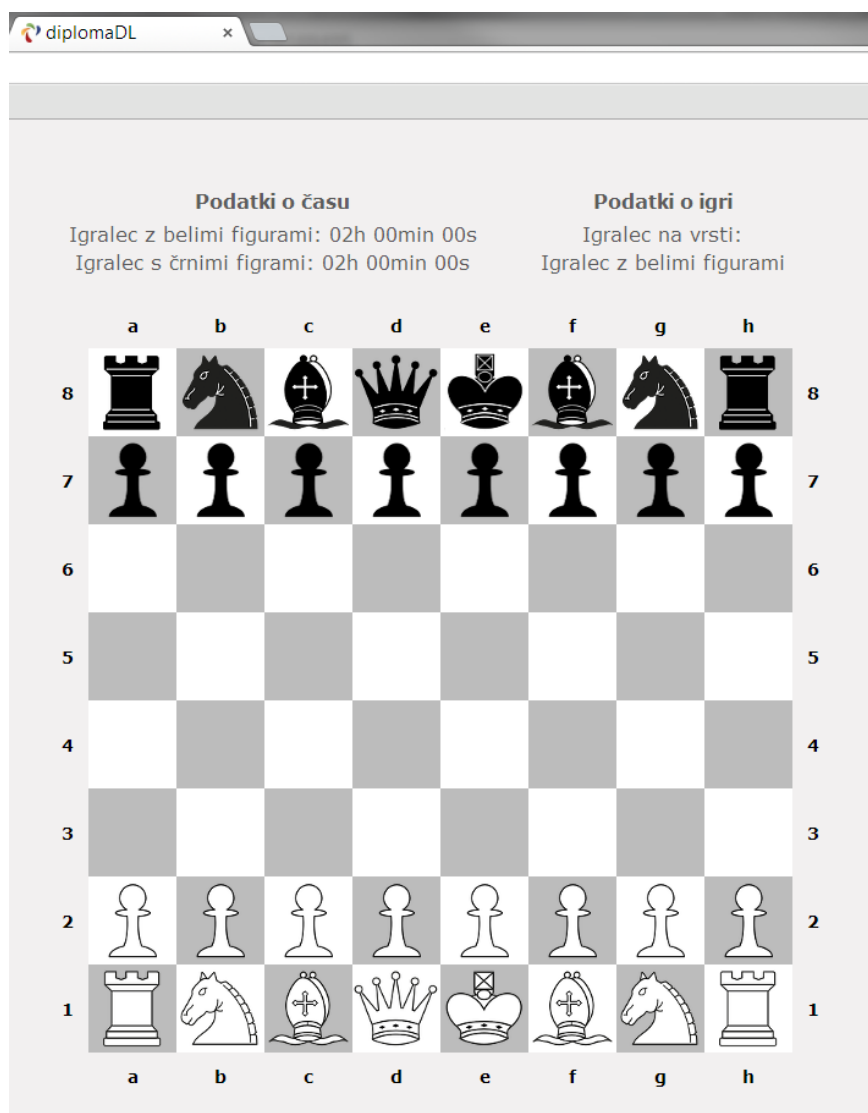 diplomaDL
Podatki o času
Igralec z belimi figurami: 02h 00min 00s
Igralec s črnimi figrami: 02h 00min 00s
Podatki o igri
Igralec na vrsti:
Igralec z belimi figurami
a b c d e f g h
8 8
7 7
6 6
5 5
4 4
3 3
2 2
1 1
a b c d e f g h